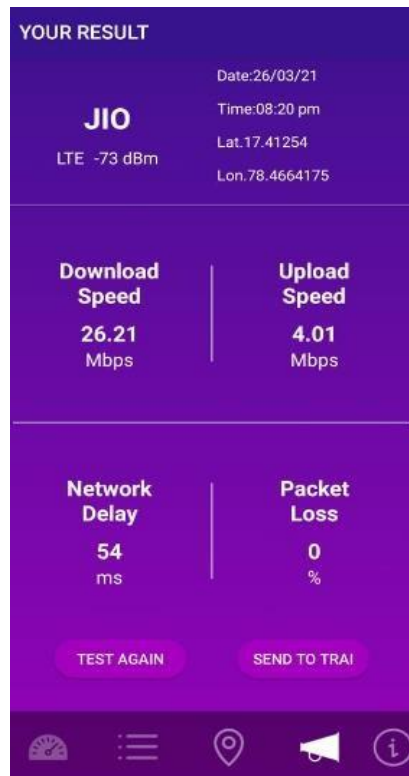 YOUR RESULT
JIO
LTE -73 dBm
Date:26/03/21
Time:08:20 pm
Lat.17.41254
Lon.78.4664175
Download
Speed
26.21
Mbps
Upload
Speed
4.01
Mbps
Network
Delay
54
ms
Packet
Loss
0
%
TEST AGAIN
SEND TO TRAI